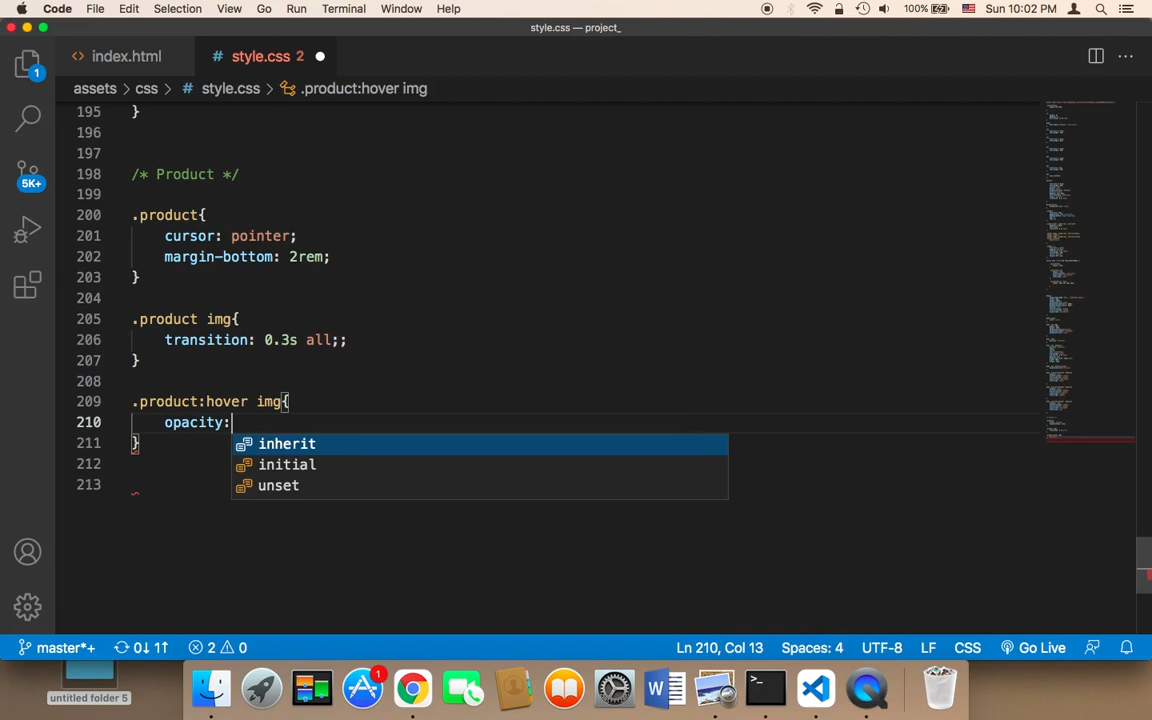 Code File Edit Selection View Go Run Terminal Window Help 100% Sun 10:02 PM
style.css — project_
<> index.html # style.css 2
assets > css > # style.css > .product:hover img
195 }
196
197
198 /* Product */
199
200 .product{
201 cursor: pointer;
202 margin-bottom: 2rem;
203 }
204
205 .product img{
206 transition: 0.3s all;;
207 }
208
209 .product:hover img{
210 opacity:
211 }
212
213
inherit
initial
unset
1
5K+
master*+ 0↓ 1↑ 2 0 Ln 210, Col 13 Spaces: 4 UTF-8 LF CSS Go Live
1
untitled folder 5